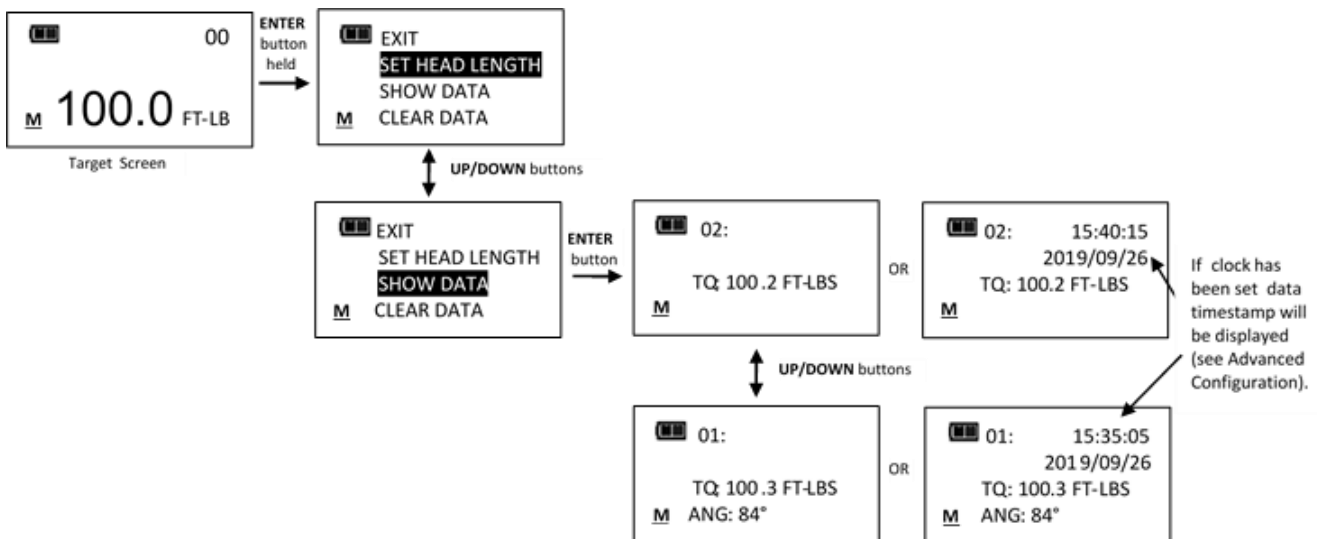 00
M 100.0 FT-LB
Target Screen
ENTER
button
held
EXIT
SET HEAD LENGTH
SHOW DATA
M CLEAR DATA
UP/DOWN buttons
EXIT
SET HEAD LENGTH
SHOW DATA
M CLEAR DATA
ENTER
button
02:
TQ: 100.2 FT-LBS
M
OR
02: 15:40:15
2019/09/26
TQ: 100.2 FT-LBS
M
If clock has
been set data
timestamp will
be displayed
(see Advanced
Configuration).
UP/DOWN buttons
01:
TQ: 100.3 FT-LBS
M ANG: 84°
OR
01: 15:35:05
2019/09/26
TQ: 100.3 FT-LBS
M ANG: 84°